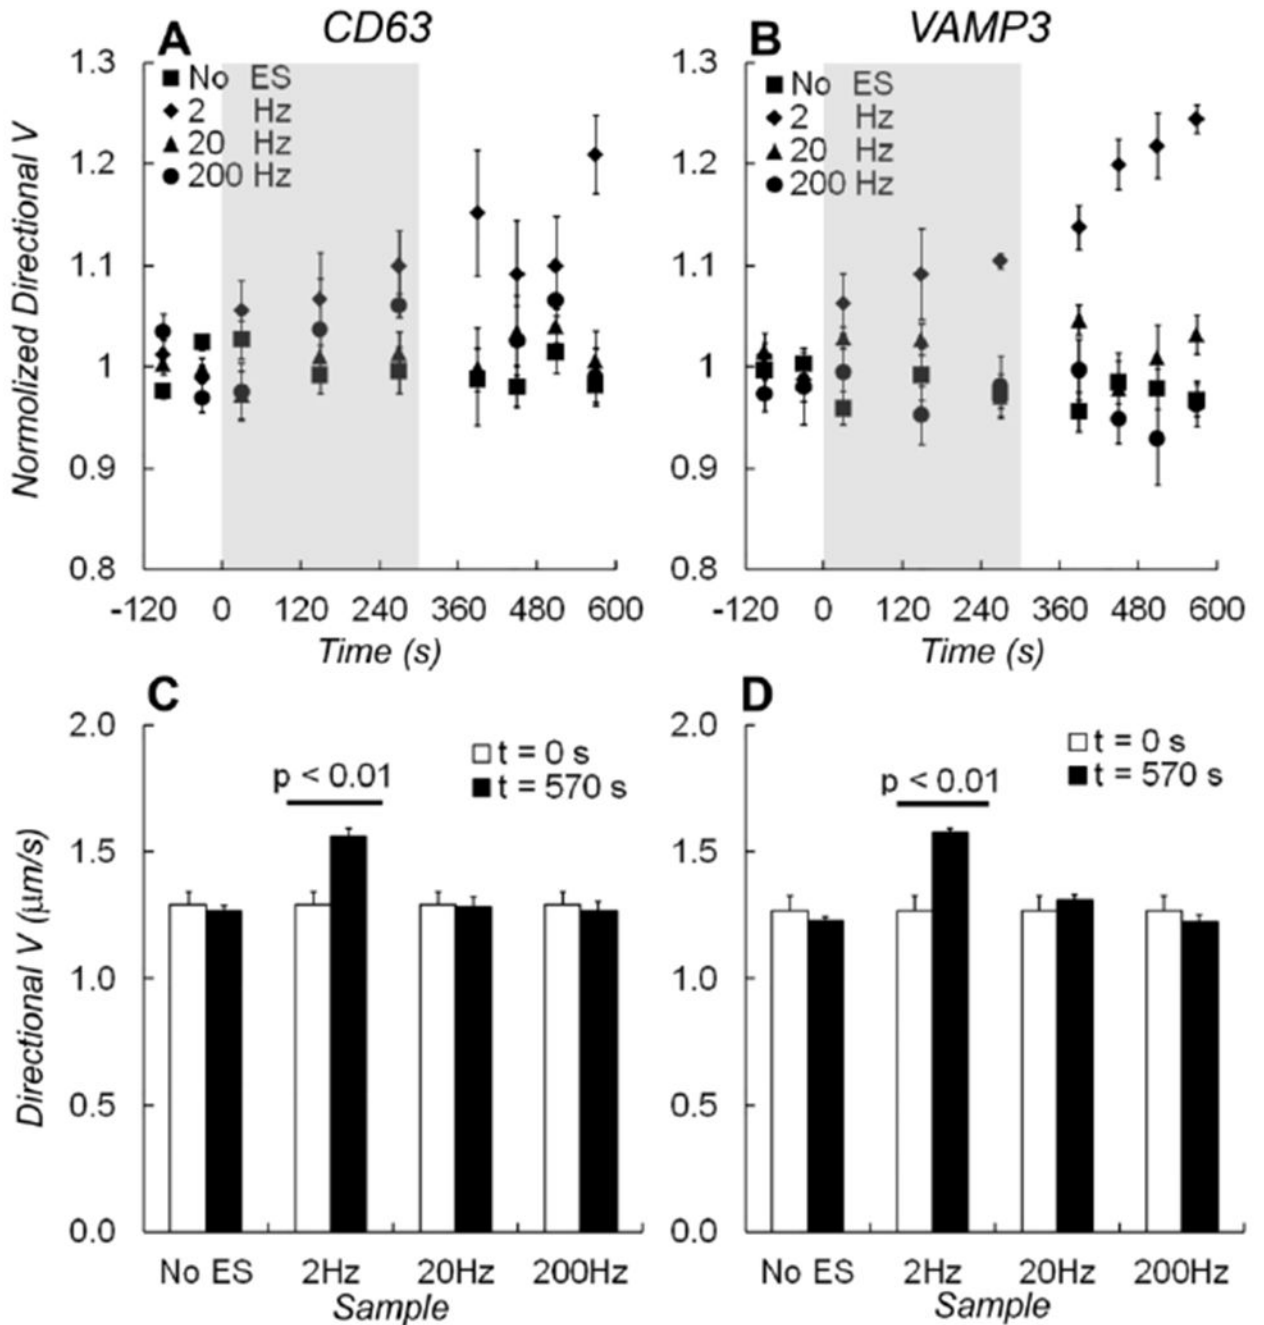 A CD63
B VAMP3
Normolized Directional V
1.3
1.2
1.1
1
0.9
0.8
No ES
2 Hz
20 Hz
200 Hz
-120 0 120 240 360 480 600
Time (s)
1.3
1.2
1.1
1
0.9
0.8
No ES
2 Hz
20 Hz
200 Hz
-120 0 120 240 360 480 600
Time (s)
C
Directional V (μm/s)
2.0
1.5
1.0
0.5
0.0
p < 0.01
t = 0 s
t = 570 s
No ES 2Hz 20Hz 200Hz
Sample
D
2.0
1.5
1.0
0.5
0.0
p < 0.01
t = 0 s
t = 570 s
No ES 2Hz 20Hz 200Hz
Sample